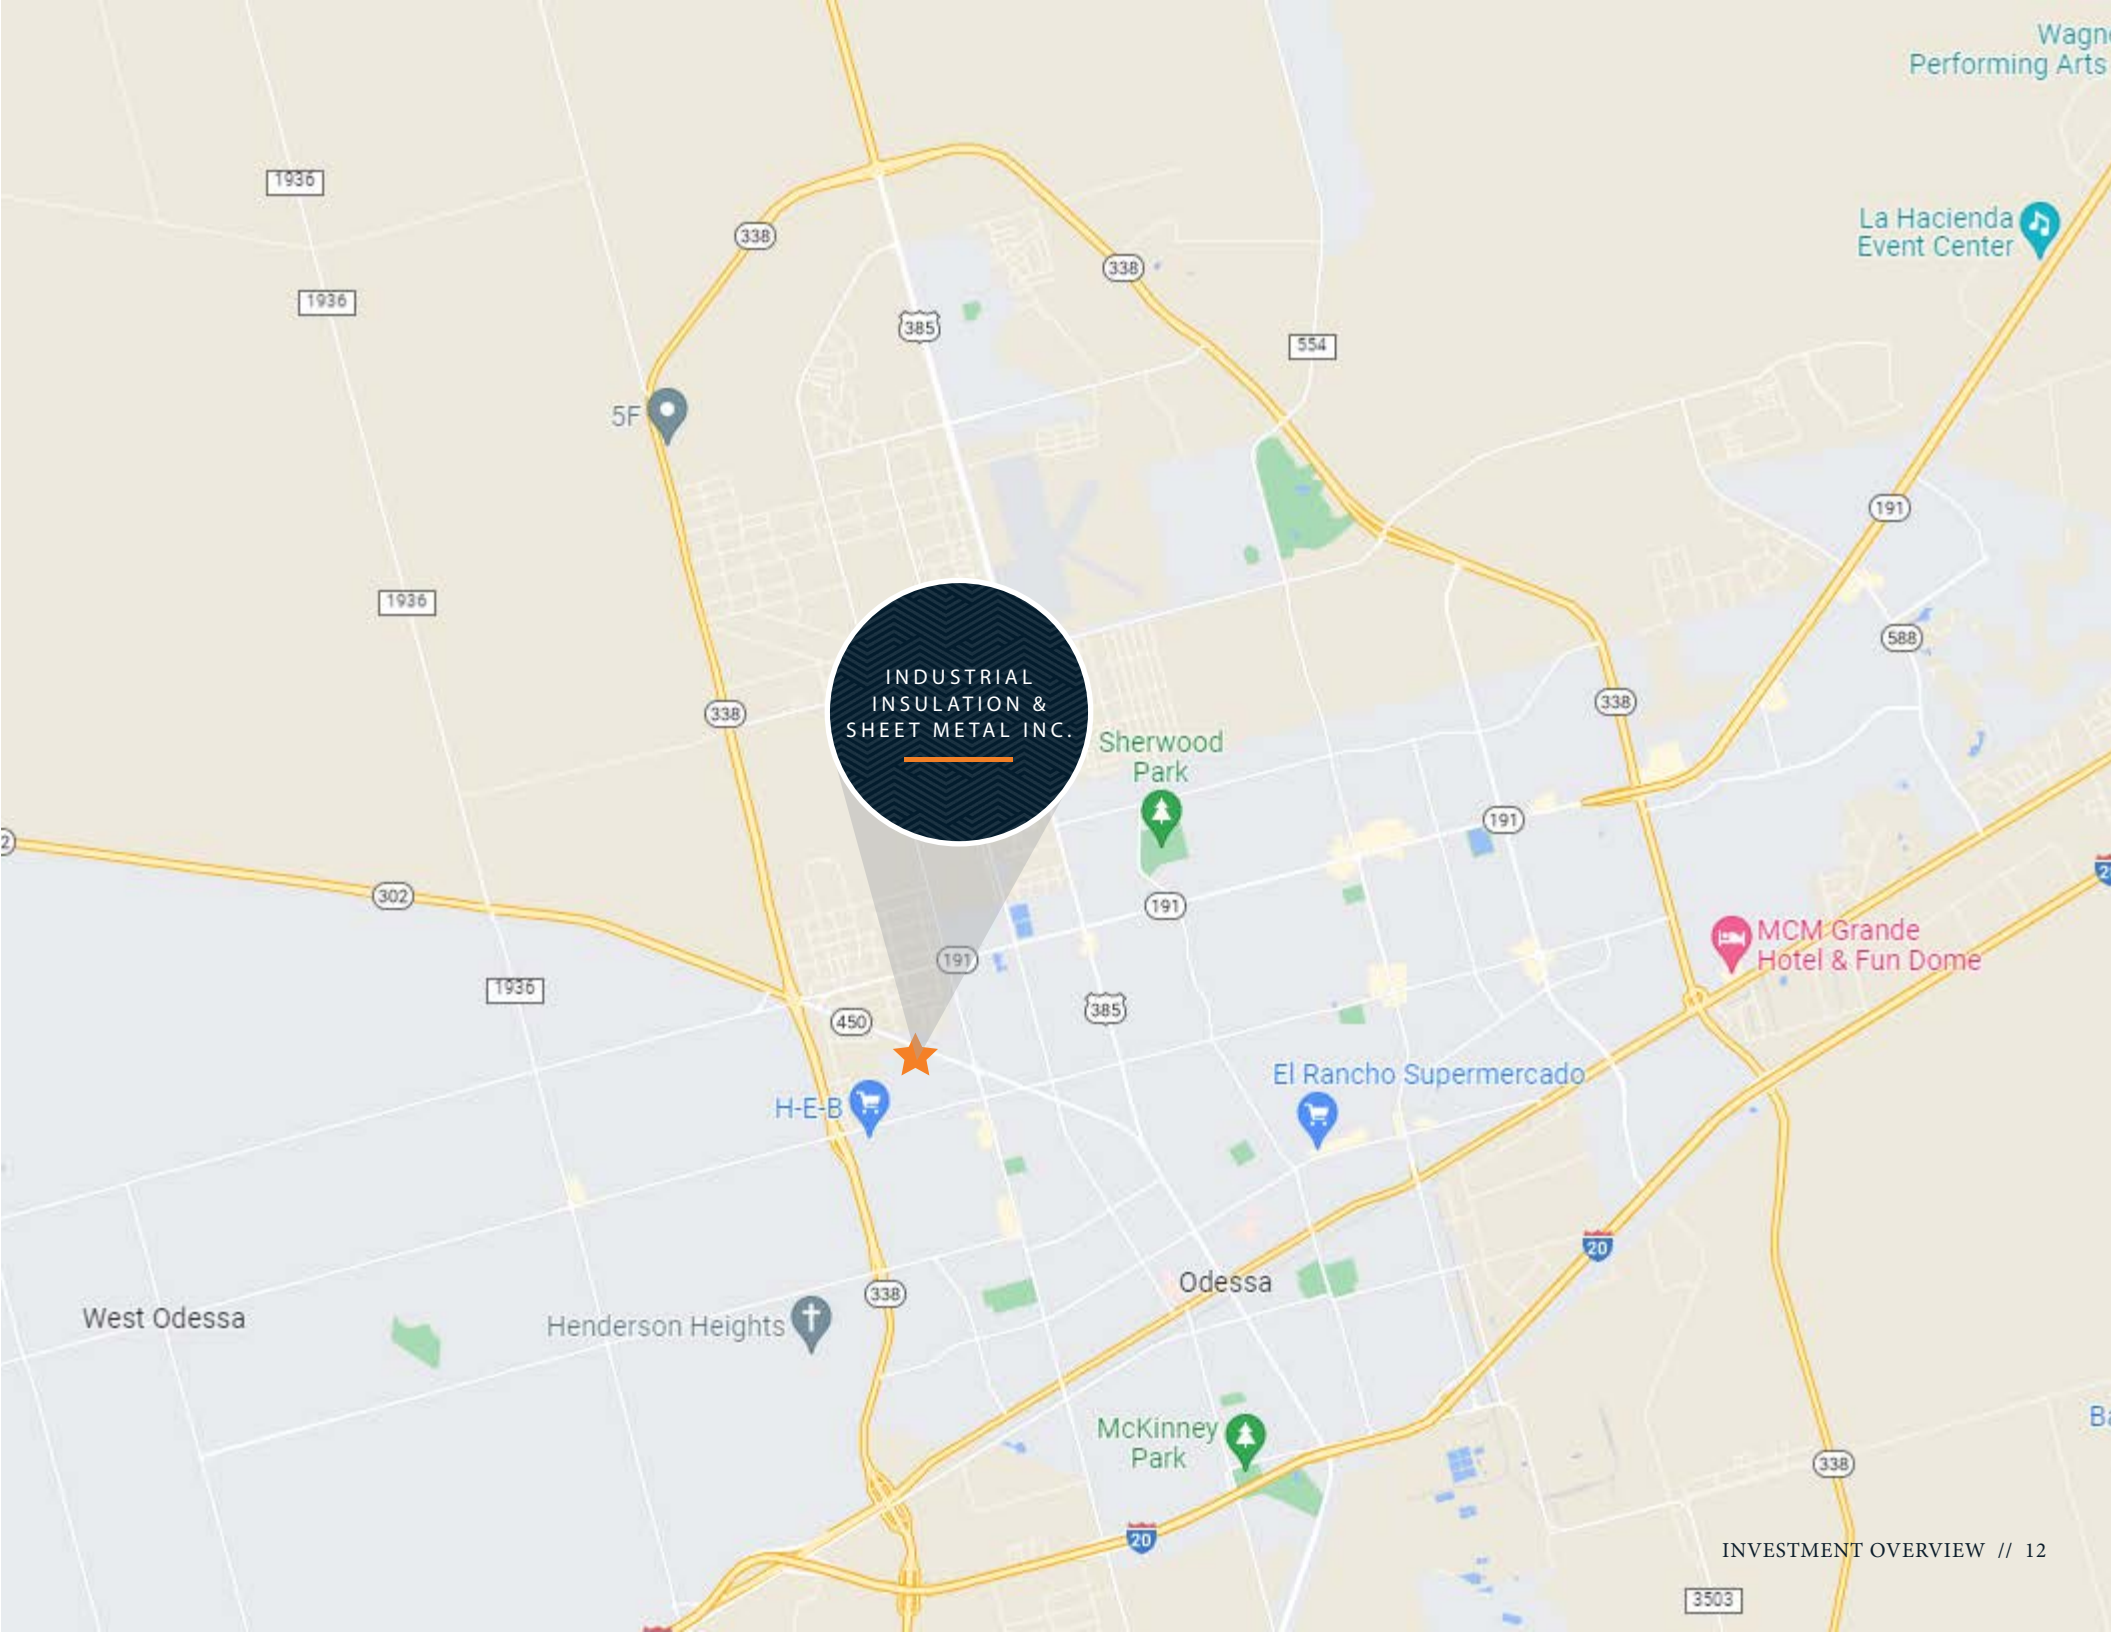 Wagn
Performing Arts
1936
La Hacienda
Event Center
338
338
1936
385
554
5F
191
1936
588
INDUSTRIAL
INSULATION &
SHEET METAL INC.
338
338
Sherwood
Park
191
2
302
191
MCM Grande
Hotel & Fun Dome
191
1936
385
450
El Rancho Supermercado
H-E-B
20
Odessa
338
West Odessa
Henderson Heights
McKinney
Park
Ba
338
20
INVESTMENT OVERVIEW // 12
3503